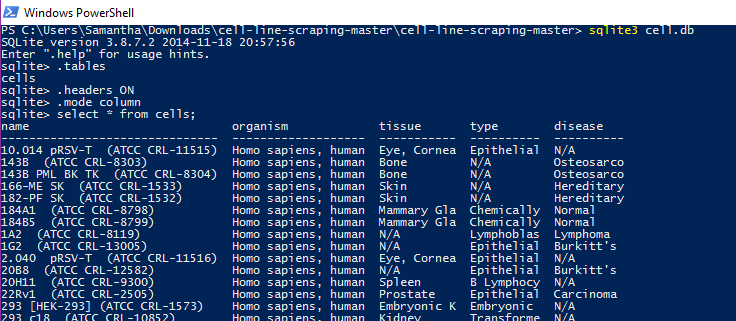 Windows PowerShell
PS C:\Users\Samantha\Downloads\cell-line-scraping-master\cell-line-scraping-master> sqlite3 cell.db
SQLite version 3.8.7.2 2014-11-18 20:57:56
Enter ".help" for usage hints.
sqlite> .tables
cells
sqlite> .headers ON
sqlite> .mode column
sqlite> select * from cells;
name organism tissue type disease
------------------------------ ------------------- ----------- ---------- ----------
10.014 pRSV-T (ATCC CRL-11515) Homo sapiens, human Eye, Cornea Epithelial N/A
143B (ATCC CRL-8303) Homo sapiens, human Bone N/A Osteosarco
143B PML BK TK (ATCC CRL-8304) Homo sapiens, human Bone N/A Osteosarco
166-ME SK (ATCC CRL-1533) Homo sapiens, human Skin N/A Hereditary
182-PF SK (ATCC CRL-1532) Homo sapiens, human Skin N/A Hereditary
184A1 (ATCC CRL-8798) Homo sapiens, human Mammary Gla Chemically Normal
184B5 (ATCC CRL-8799) Homo sapiens, human Mammary Gla Chemically Normal
1A2 (ATCC CRL-8119) Homo sapiens, human N/A Lymphoblas Lymphoma
1G2 (ATCC CRL-13005) Homo sapiens, human N/A Epithelial Burkitt's
2.040 pRSV-T (ATCC CRL-11516) Homo sapiens, human Eye, Cornea Epithelial N/A
20B8 (ATCC CRL-12582) Homo sapiens, human N/A Epithelial Burkitt's
20H11 (ATCC CRL-9300) Homo sapiens, human Spleen B Lymphocy N/A
22Rv1 (ATCC CRL-2505) Homo sapiens, human Prostate Epithelial Carcinoma
293 [HEK-293] (ATCC CRL-1573) Homo sapiens, human Embryonic K Embryonic N/A
293 c18 (ATCC CRL-10852) Homo sapiens, human Kidney Transforme N/A